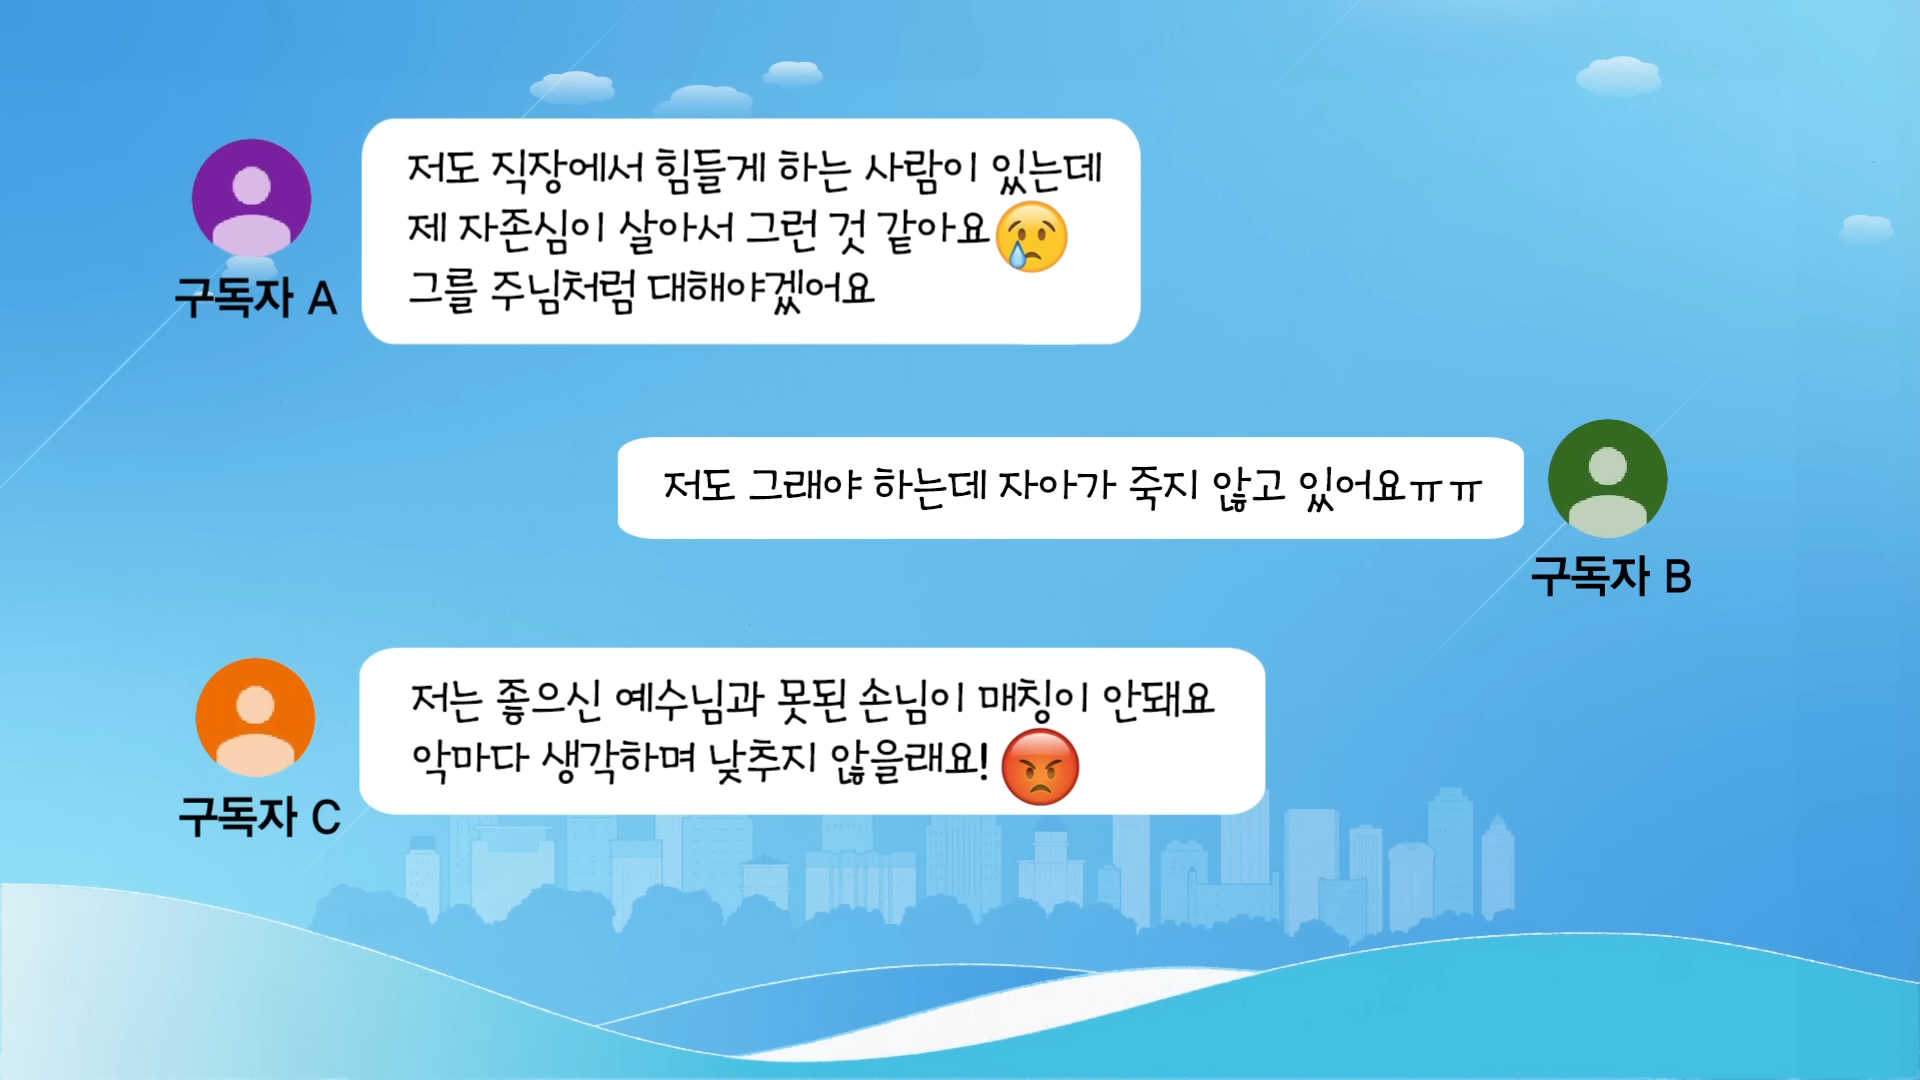 저도 직장에서 힘들게 하는 사람이 있는데
제 자존심이 살아서 그런 것 같아요😢
그를 주님처럼 대해야겠어요
구독자 A
저도 그래야 하는데 자아가 죽지 않고 있어요ㅠㅠ
구독자 B
저는 좋으신 예수님과 못된 손님이 매칭이 안돼요
악마다 생각하며 낮추지 않을래요!😡
구독자 C